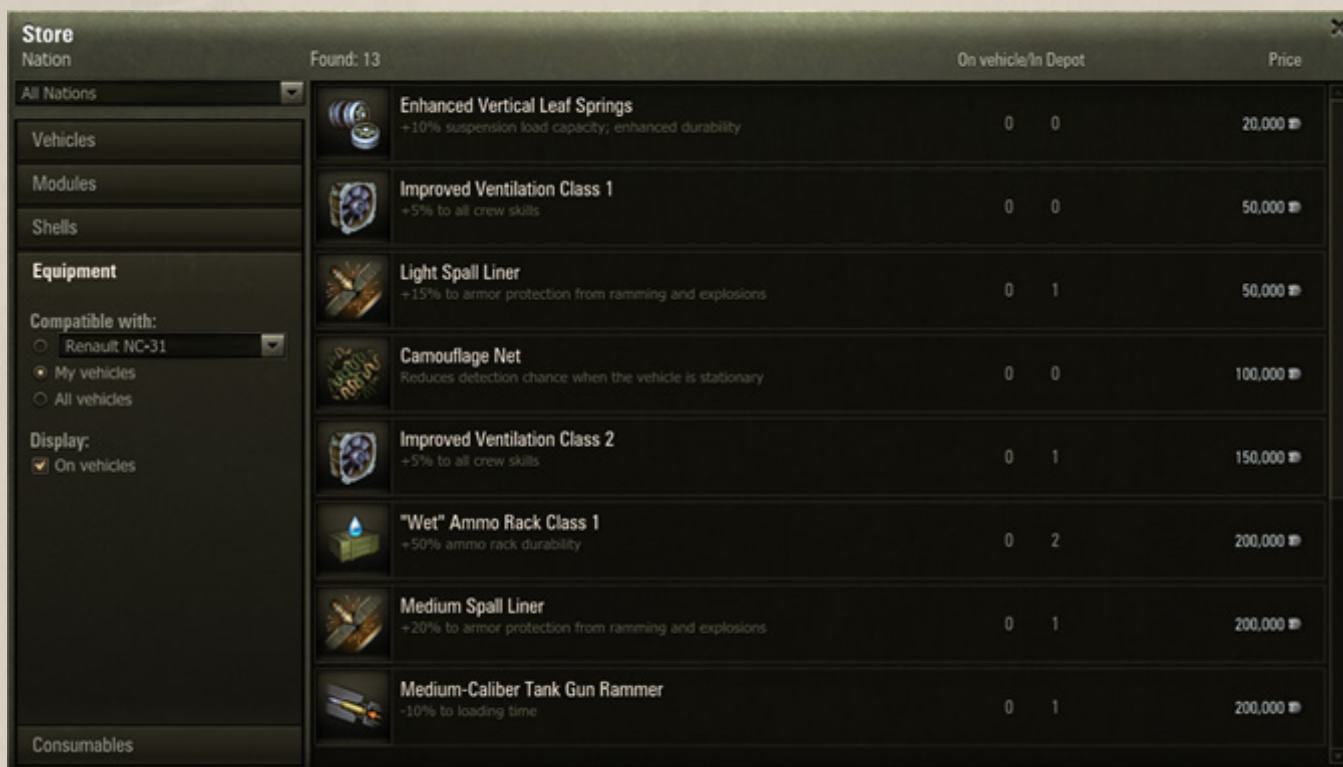 Store
Nation
Found: 13
On vehicle/In Depot
Price
All Nations
Vehicles
Modules
Shells
Equipment
Compatible with:
Renault NC-31
My vehicles
All vehicles
Display:
On vehicles
Consumables
Enhanced Vertical Leaf Springs
+10% suspension load capacity; enhanced durability
0 0 20,000
Improved Ventilation Class 1
+5% to all crew skills
0 0 50,000
Light Spall Liner
+15% to armor protection from ramming and explosions
0 1 50,000
Camouflage Net
Reduces detection chance when the vehicle is stationary
0 0 100,000
Improved Ventilation Class 2
+5% to all crew skills
0 1 150,000
"Wet" Ammo Rack Class 1
+50% ammo rack durability
0 2 200,000
Medium Spall Liner
+20% to armor protection from ramming and explosions
0 1 200,000
Medium-Caliber Tank Gun Rammer
-10% to loading time
0 1 200,000